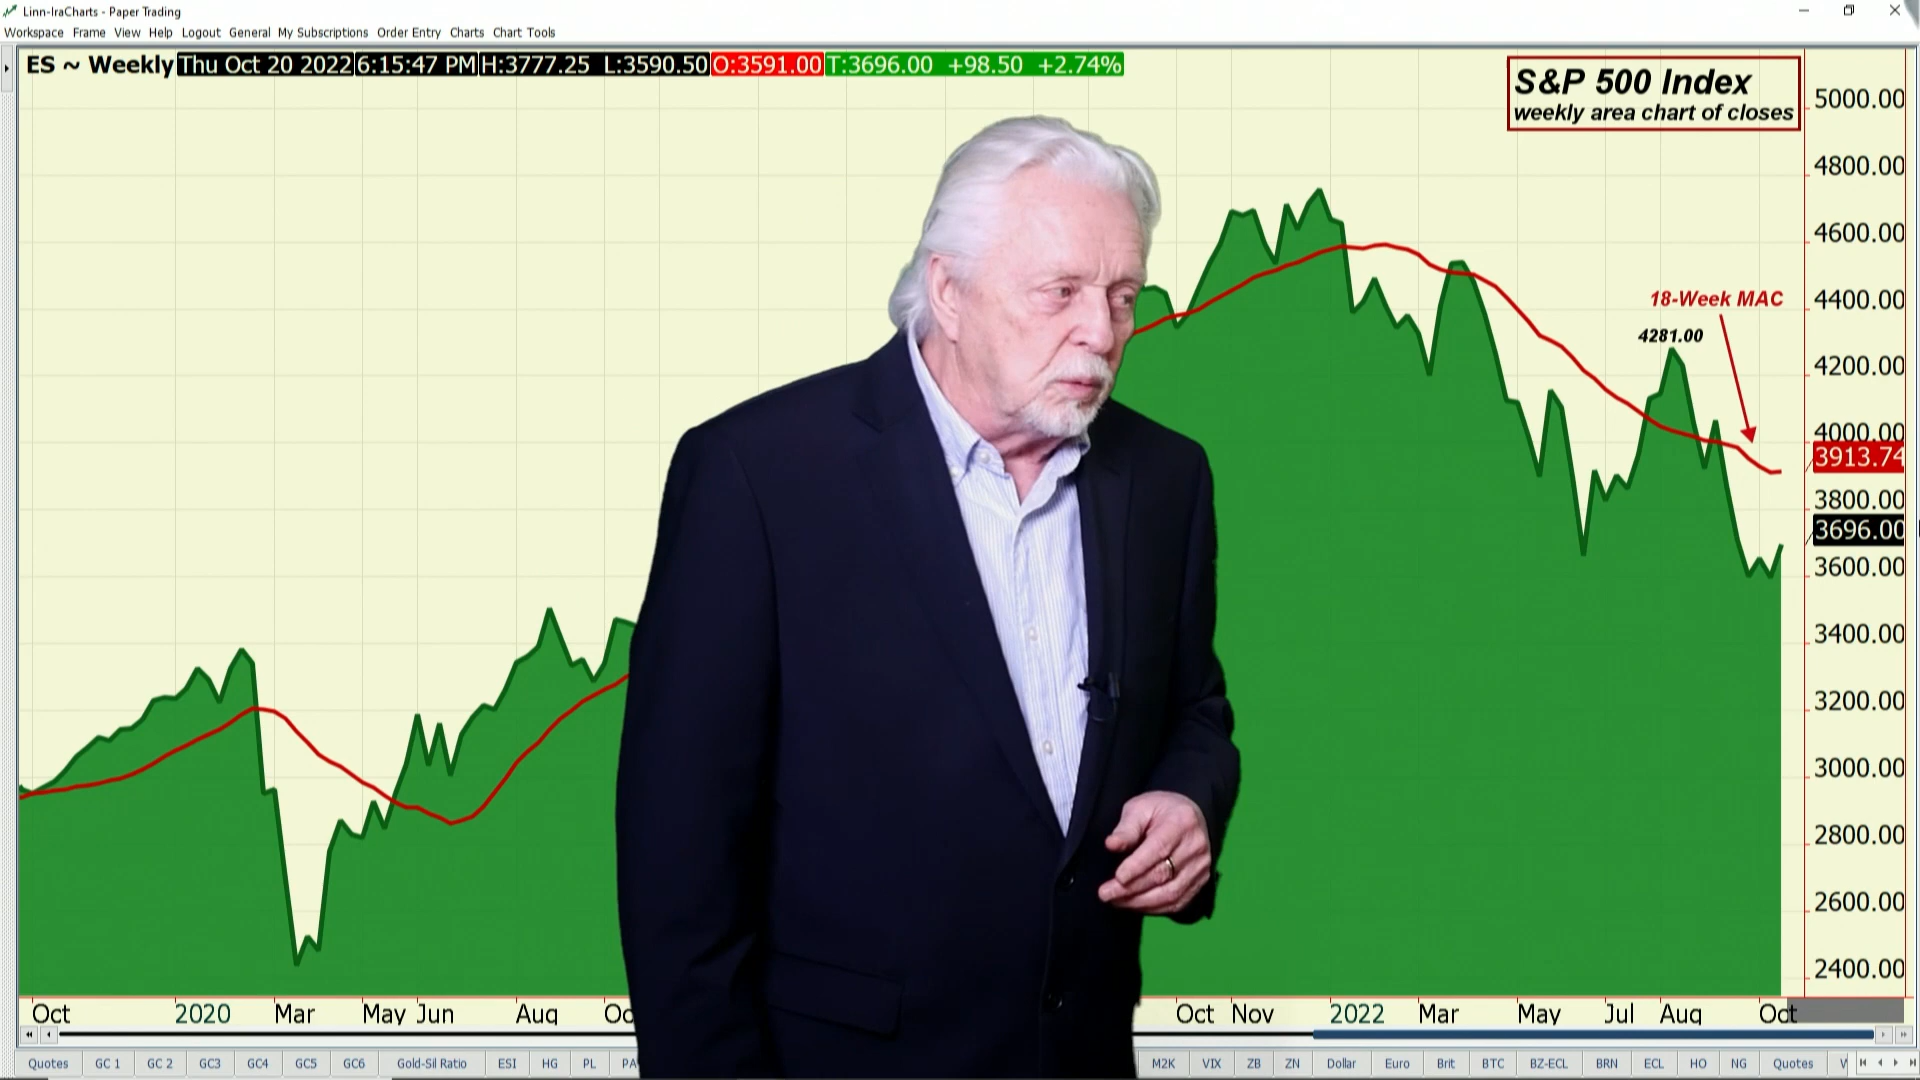 Linn-IraCharts - Paper Trading
Workspace Frame View Help Logout General My Subscriptions Order Entry Charts Chart Tools
ES ~ Weekly Thu Oct 20 2022 6:15:47 PM H:3777.25 L:3590.50 O:3591.00 T:3696.00 +98.50 +2.74%
S&P 500 Index
weekly area chart of closes
5000.00
4800.00
4600.00
18-Week MAC
4400.00
4281.00
4200.00
4000.00
3913.74
3800.00
3696.00
3600.00
3400.00
3200.00
3000.00
2800.00
2600.00
2400.00
Oct 2020 Mar May Jun Aug Oct Nov 2022 Mar May Jul Aug Oct
Quotes GC 1 GC 2 GC3 GC4 GC5 GC6 Gold-Sil Ratio ESI HG PL M2K VIX ZB ZN Dollar Euro Brit BTC BZ-ECL BRN ECL HO NG Quotes